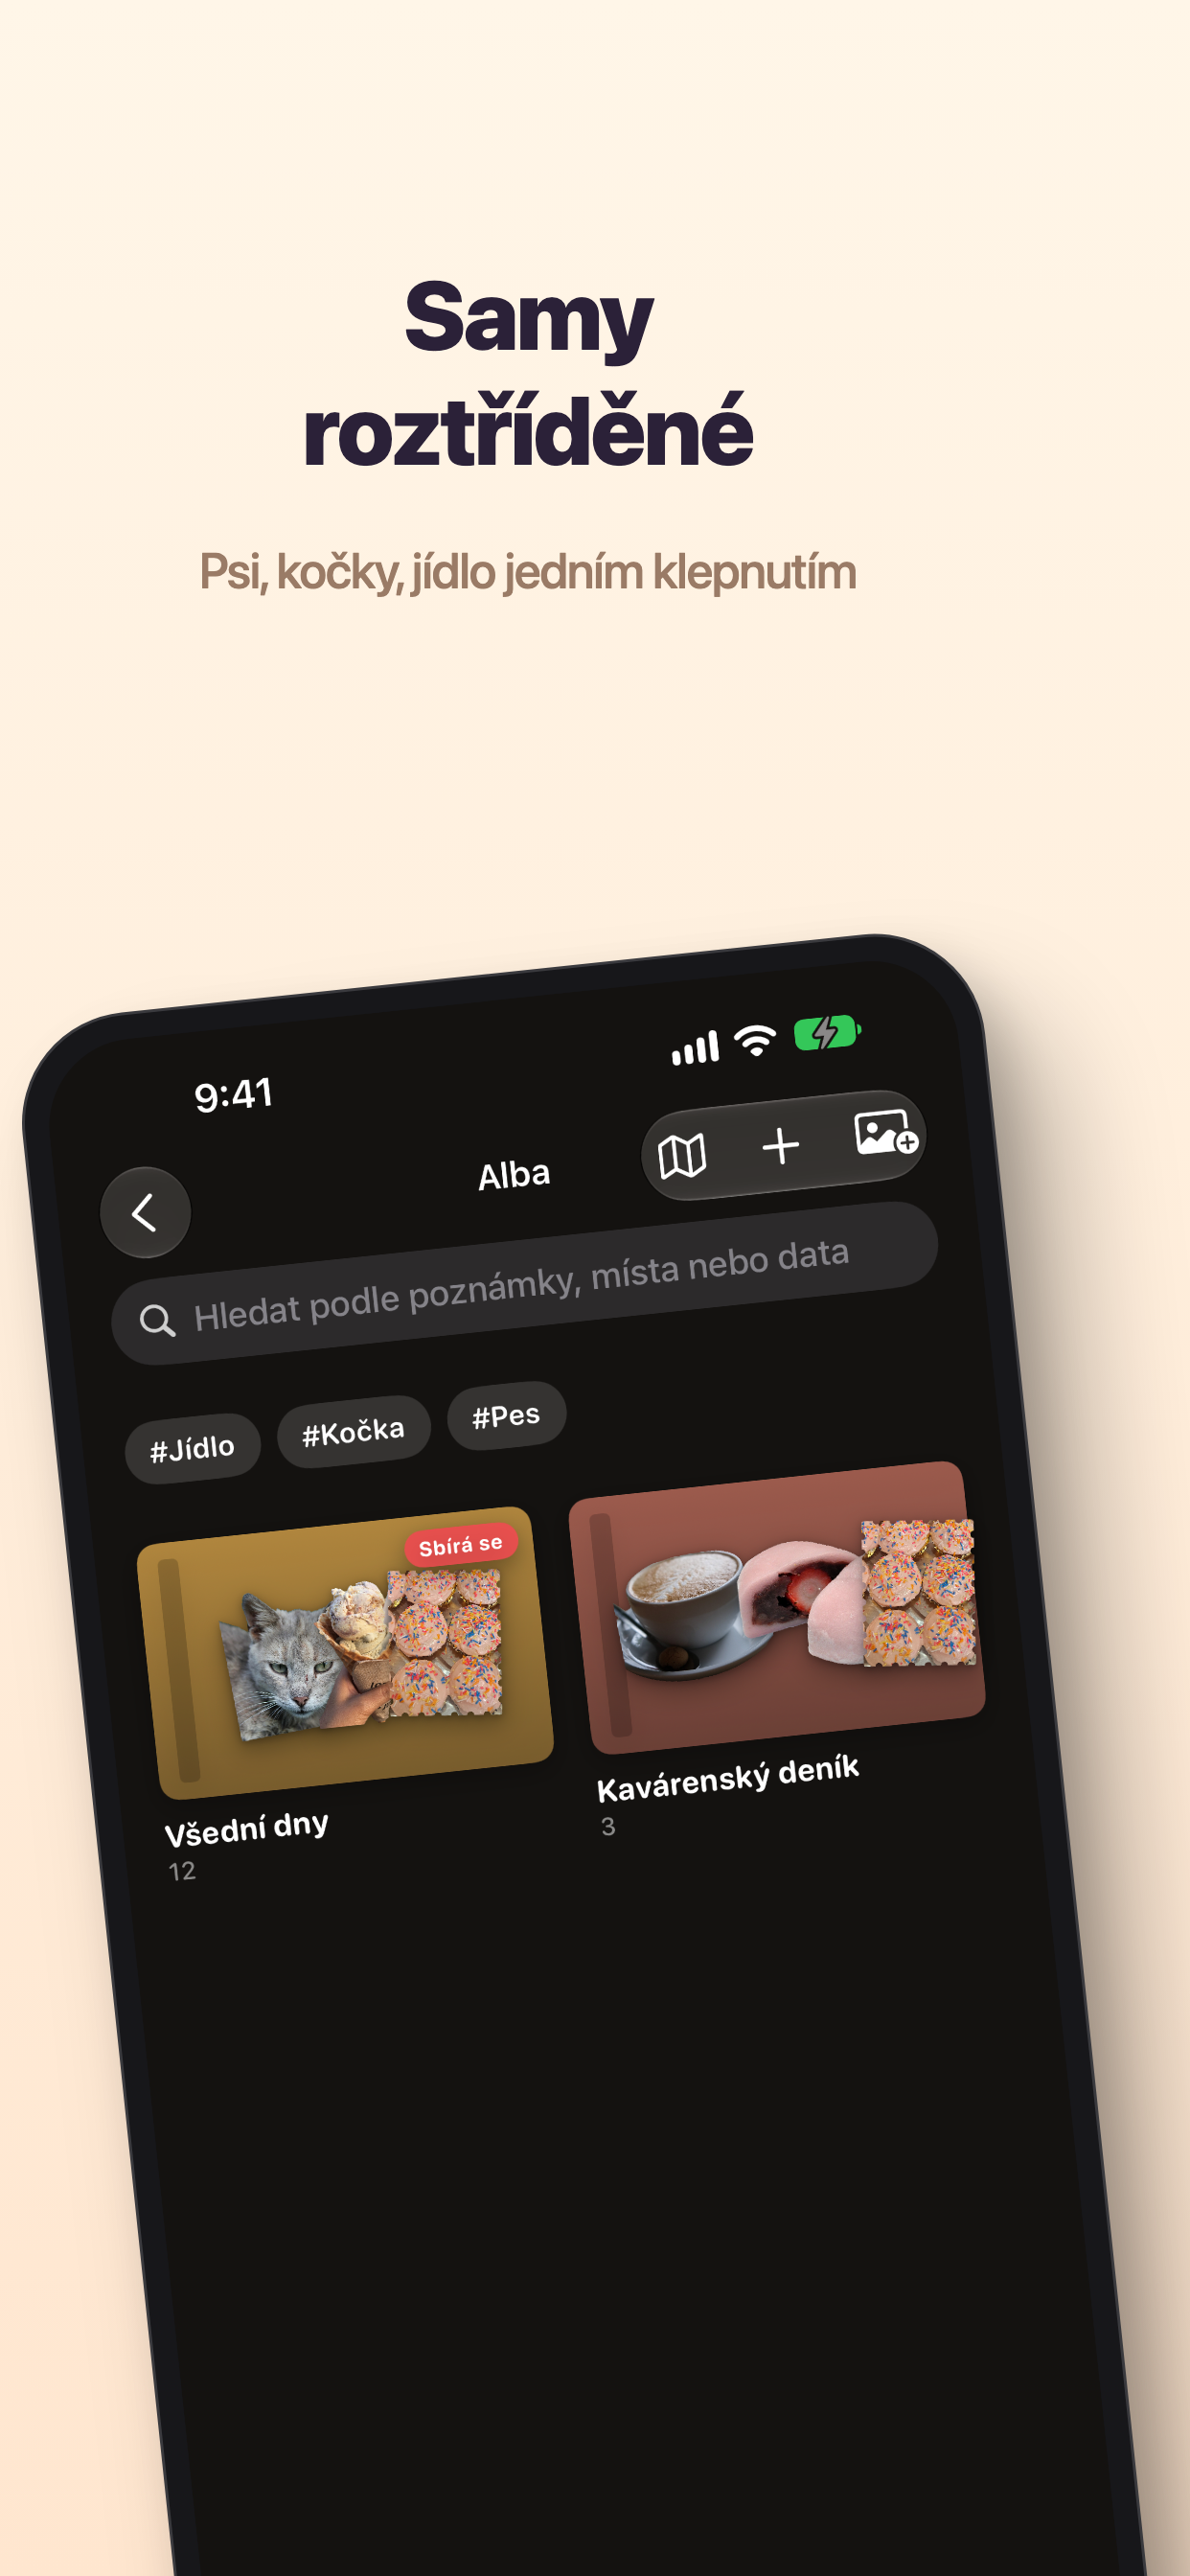 Samy
roztříděné
Psi, kočky, jídlo jedním klepnutím
9:41
Alba
Hledat podle poznámky, místa nebo data
#Jídlo #Kočka #Pes
Sbírá se
Všední dny
12
Kavárenský deník
3